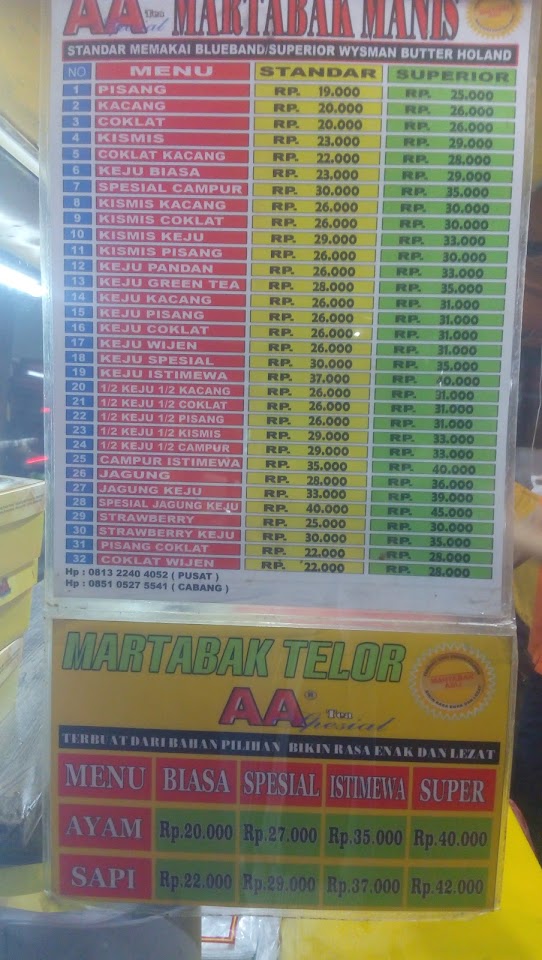 AA Tea Spesial MARTABAK MANIS
STANDAR MEMAKAI BLUEBAND/SUPERIOR WYSMAN BUTTER HOLAND
NO MENU STANDAR SUPERIOR
1 PISANG RP. 19.000 RP. 25.000
2 KACANG RP. 20.000 RP. 26.000
3 COKLAT RP. 20.000 RP. 26.000
4 KISMIS RP. 23.000 RP. 29.000
5 COKLAT KACANG RP. 22.000 RP. 28.000
6 KEJU BIASA RP. 23.000 RP. 29.000
7 SPESIAL CAMPUR RP. 30.000 RP. 35.000
8 KISMIS KACANG RP. 26.000 RP. 30.000
9 KISMIS COKLAT RP. 26.000 RP. 30.000
10 KISMIS KEJU RP. 29.000 RP. 33.000
11 KISMIS PISANG RP. 26.000 RP. 30.000
12 KEJU PANDAN RP. 26.000 RP. 33.000
13 KEJU GREEN TEA RP. 28.000 RP. 35.000
14 KEJU KACANG RP. 26.000 RP. 31.000
15 KEJU PISANG RP. 26.000 RP. 31.000
16 KEJU COKLAT RP. 26.000 RP. 31.000
17 KEJU WIJEN RP. 26.000 RP. 31.000
18 KEJU SPESIAL RP. 30.000 RP. 35.000
19 KEJU ISTIMEWA RP. 37.000 RP. 40.000
20 1/2 KEJU 1/2 KACANG RP. 26.000 RP. 31.000
21 1/2 KEJU 1/2 COKLAT RP. 26.000 RP. 31.000
22 1/2 KEJU 1/2 PISANG RP. 26.000 RP. 31.000
23 1/2 KEJU 1/2 KISMIS RP. 29.000 RP. 33.000
24 1/2 KEJU 1/2 CAMPUR RP. 29.000 RP. 33.000
25 CAMPUR ISTIMEWA RP. 35.000 RP. 40.000
26 JAGUNG RP. 28.000 RP. 36.000
27 JAGUNG KEJU RP. 33.000 RP. 39.000
28 SPESIAL JAGUNG KEJU RP. 40.000 RP. 45.000
29 STRAWBERRY RP. 25.000 RP. 30.000
30 STRAWBERRY KEJU RP. 30.000 RP. 35.000
31 PISANG COKLAT RP. 22.000 RP. 28.000
32 COKLAT WIJEN RP. 22.000 RP. 28.000
Hp : 0813 2240 4052 ( PUSAT )
Hp : 0851 0527 5541 ( CABANG )
MARTABAK TELOR
AA® Tea Spesial
TERBUAT DARI BAHAN PILIHAN BIKIN RASA ENAK DAN LEZAT
MENU BIASA SPESIAL ISTIMEWA SUPER
AYAM Rp.20.000 Rp.27.000 Rp.35.000 Rp.40.000
SAPI Rp.22.000 Rp.29.000 Rp.37.000 Rp.42.000